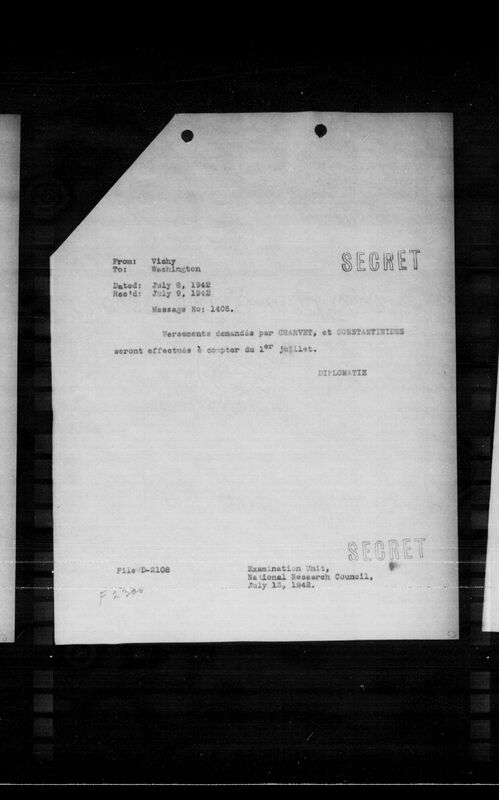 From: Vichy
To: Washington
SECRET
Dated: July 8, 1942
Rec'd: July 9, 1942
Message No: 1406.
Versements demandés par CHARVET, et CONSTANTINIDES
seront effectués à compter du 1er juillet.
DIPLOMATIE
SECRET
File D-2108
Examination Unit,
National Research Council,
July 13, 1942.
F 2300